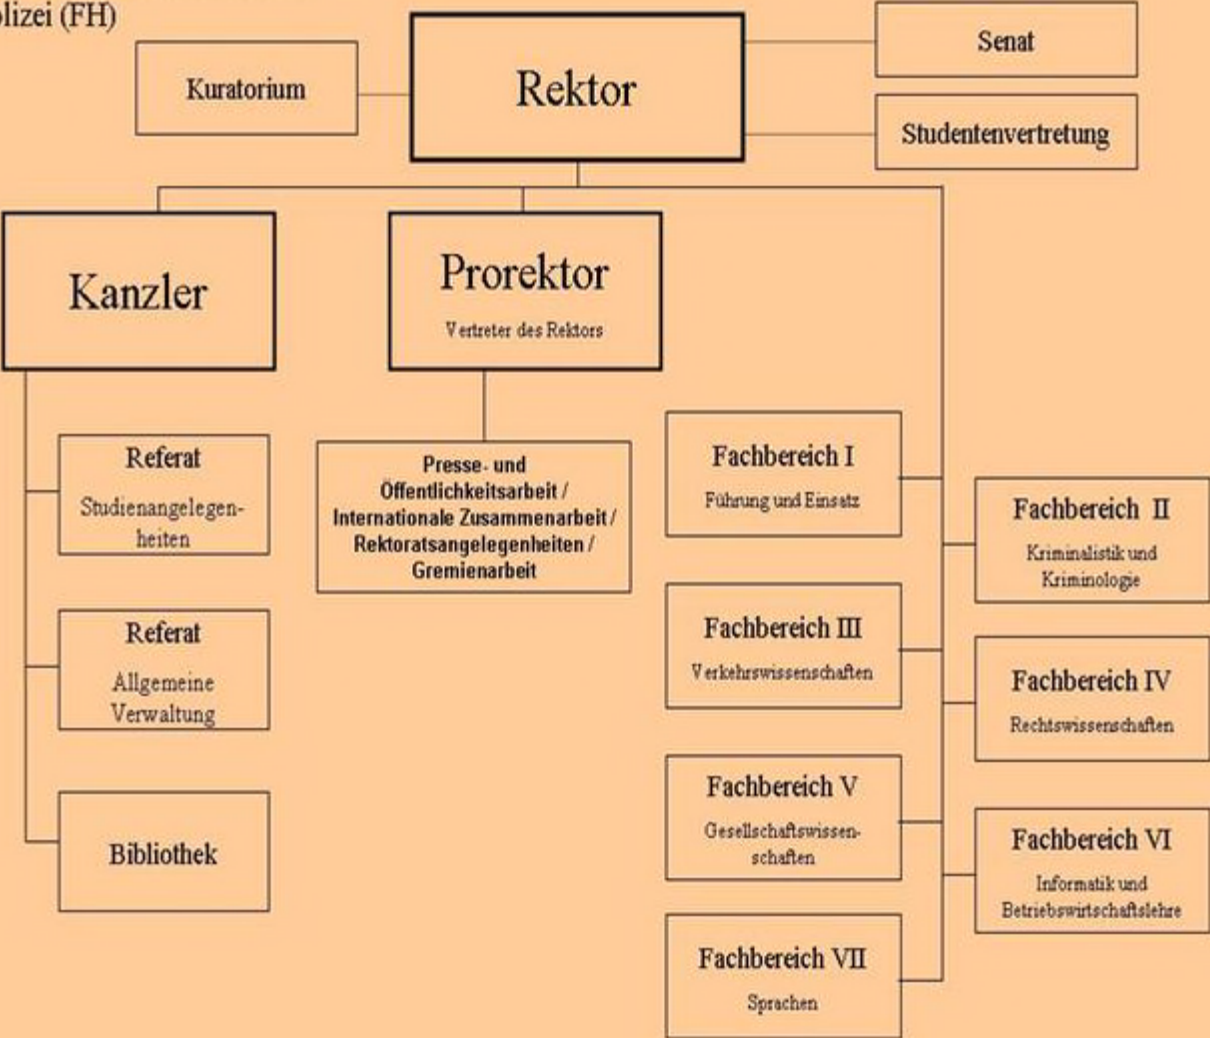 (FH)
Kuratorium
Rektor
Senat
Studentenvertretung
Kanzler
Prorektor
Vertreter des Rektors
Referat
Studienangelegen-
heiten
Referat
Allgemeine
Verwaltung
Bibliothek
Presse- und
Öffentlichkeitsarbeit /
Internationale Zusammenarbeit /
Rektoratsangelegenheiten /
Gremienarbeit
Fachbereich I
Führung und Einsatz
Fachbereich II
Kriminalistik und
Kriminologie
Fachbereich III
Verkehrswissenschaften
Fachbereich IV
Rechtswissenschaften
Fachbereich V
Gesellschaftswissen-
schaften
Fachbereich VI
Informatik und
Betriebswirtschaftslehre
Fachbereich VII
Sprachen